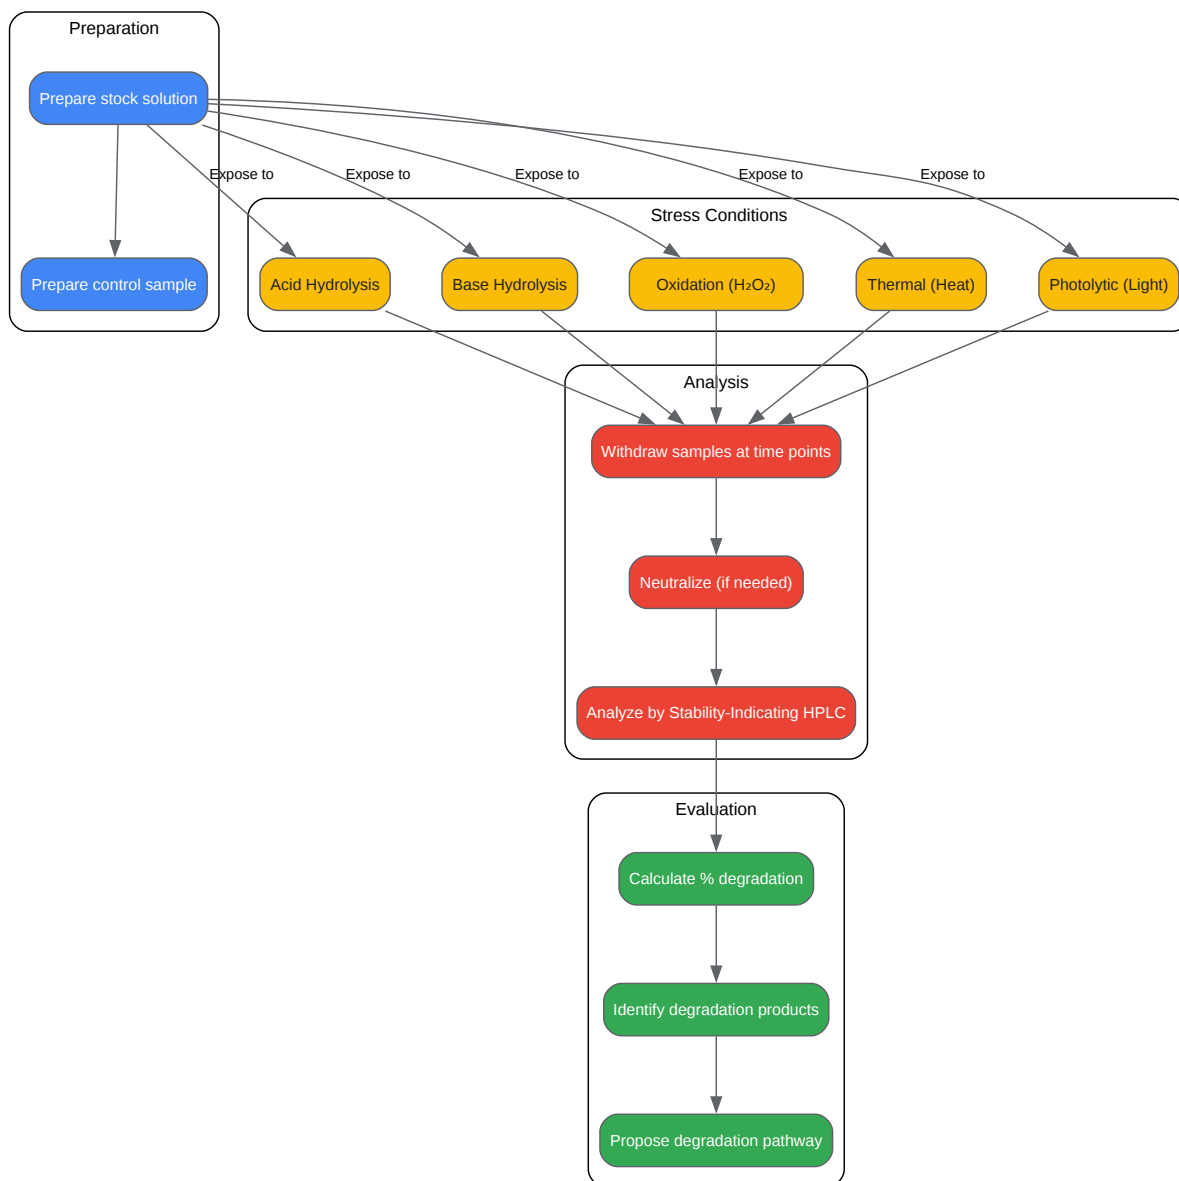 Preparation
Prepare stock solution
Expose to
Expose to
Expose to
Expose to
Expose to
Stress Conditions
Prepare control sample
Acid Hydrolysis
Base Hydrolysis
Oxidation (H₂O₂)
Thermal (Heat)
Photolytic (Light)
Analysis
Withdraw samples at time points
Neutralize (if needed)
Analyze by Stability-Indicating HPLC
Evaluation
Calculate % degradation
Identify degradation products
Propose degradation pathway